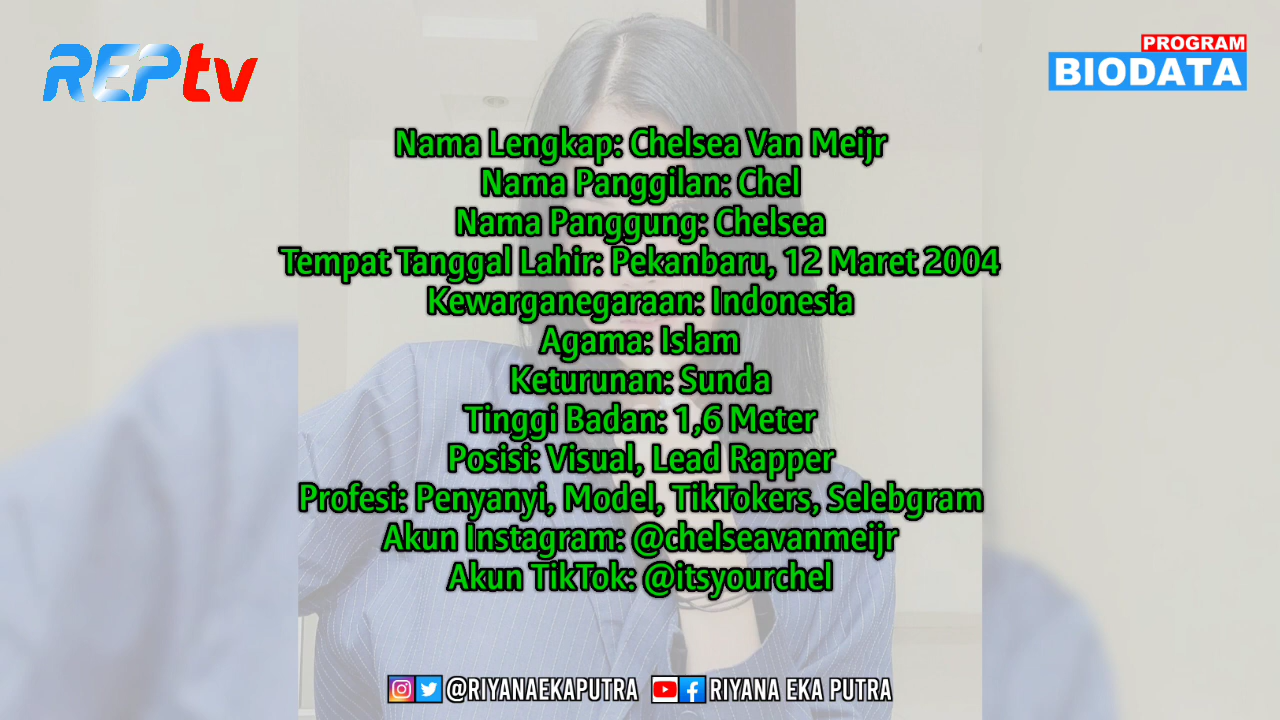 REPtv
PROGRAM
BIODATA
Nama Lengkap: Chelsea Van Meijr
Nama Panggilan: Chel
Nama Panggung: Chelsea
Tempat Tanggal Lahir: Pekanbaru, 12 Maret 2004
Kewarganegaraan: Indonesia
Agama: Islam
Keturunan: Sunda
Tinggi Badan: 1,6 Meter
Posisi: Visual, Lead Rapper
Profesi: Penyanyi, Model, TikTokers, Selebgram
Akun Instagram: @chelseavanmeijr
Akun TikTok: @itsyourchel
@RIYANAEKAPUTRA RIYANA EKA PUTRA